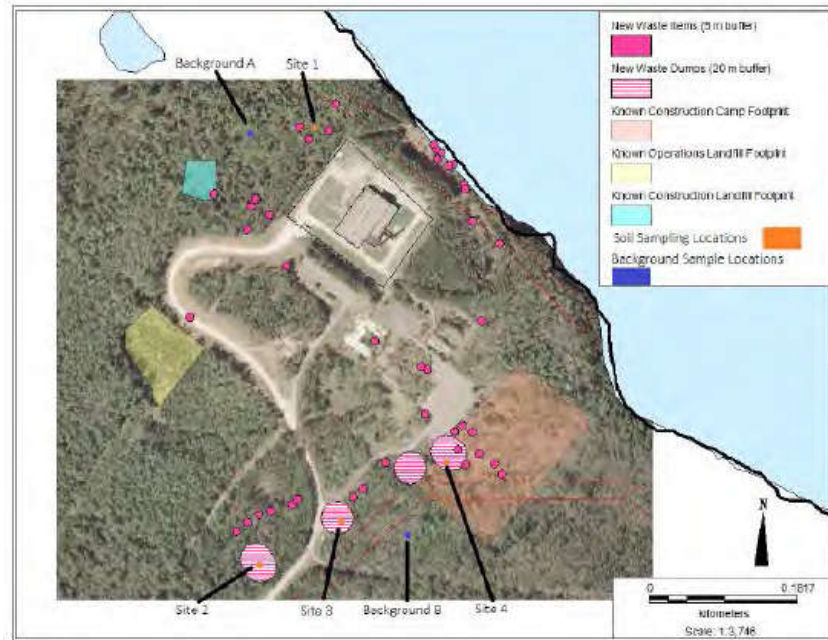 Background A
Site 1
New Waste Items (5 m buffer)
New Waste Dumps (20 m buffer)
Known Construction Camp Footprint
Known Operations Landfill Footprint
Known Construction Landfill Footprint
Soil Sampling Locations
Background Sample Locations
N
Site 2
Site 3
Background B
Site 4
0 0.1817
kilometers
Scale: 1:3,746